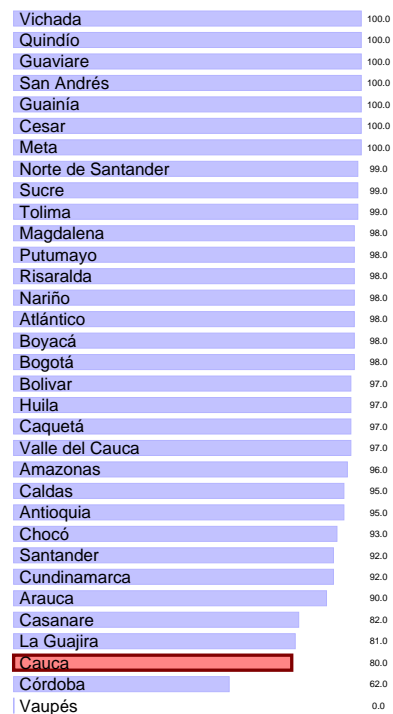 Vichada 100.0
Quindío 100.0
Guaviare 100.0
San Andrés 100.0
Guainía 100.0
Cesar 100.0
Meta 100.0
Norte de Santander 99.0
Sucre 99.0
Tolima 99.0
Magdalena 98.0
Putumayo 98.0
Risaralda 98.0
Nariño 98.0
Atlántico 98.0
Boyacá 98.0
Bogotá 98.0
Bolivar 97.0
Huila 97.0
Caquetá 97.0
Valle del Cauca 97.0
Amazonas 96.0
Caldas 95.0
Antioquia 95.0
Chocó 93.0
Santander 92.0
Cundinamarca 92.0
Arauca 90.0
Casanare 82.0
La Guajira 81.0
Cauca 80.0
Córdoba 62.0
Vaupés 0.0